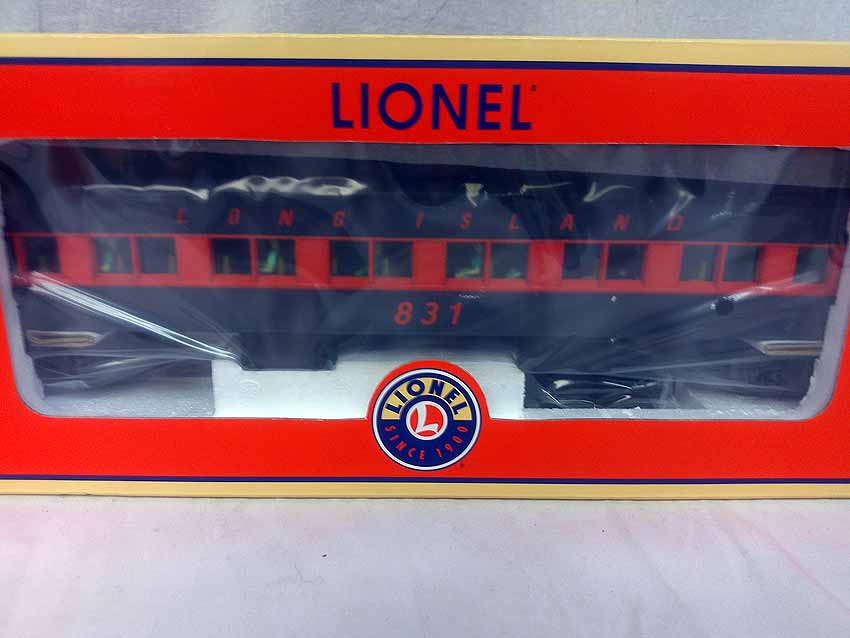 LIONEL
LONG ISLAND
831
LIONEL
L
SINCE 1900